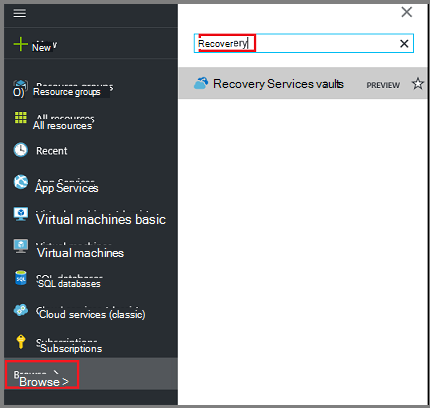 New
Resource groups
All resources
Recent
App Services
Virtual machines basic
Virtual machines
SQL databases
Cloud services (classic)
Subscriptions
Browse >
Recoverery
Recovery Services vaults PREVIEW